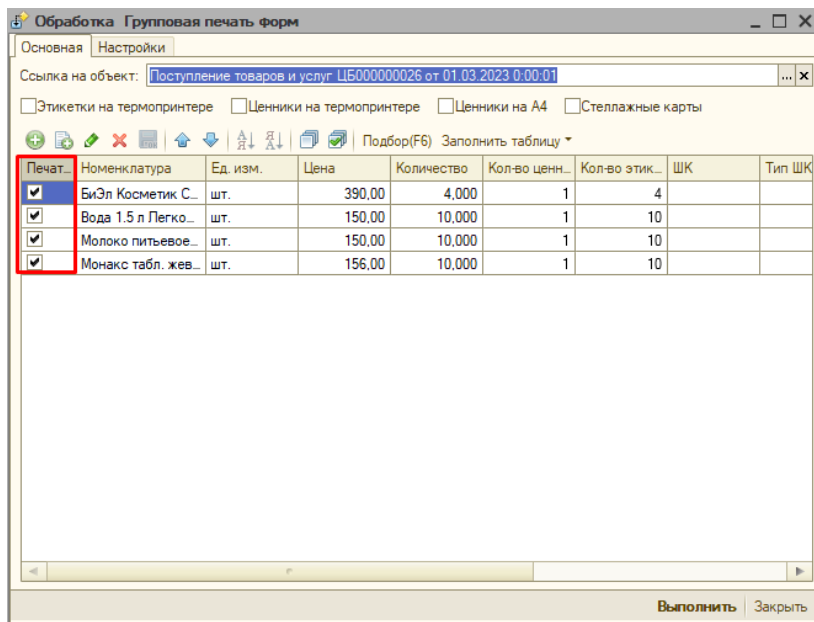 Обработка Групповая печать форм
Основная Настройки
Ссылка на объект: Поступление товаров и услуг ЦБ000000026 от 01.03.2023 0:00:01
Этикетки на термопринтере Ценники на термопринтере Ценники на А4 Стеллажные карты
Подбор(F6) Заполнить таблицу
Печат... Номенклатура Ед. изм. Цена Количество Кол-во ценн... Кол-во этик... ШК Тип ШК
БиЭл Косметик С... шт. 390,00 4,000 1 4
Вода 1.5 л Легко... шт. 150,00 10,000 1 10
Молоко питьевое... шт. 150,00 10,000 1 10
Монакс табл. жев... шт. 156,00 10,000 1 10
Выполнить Закрыть